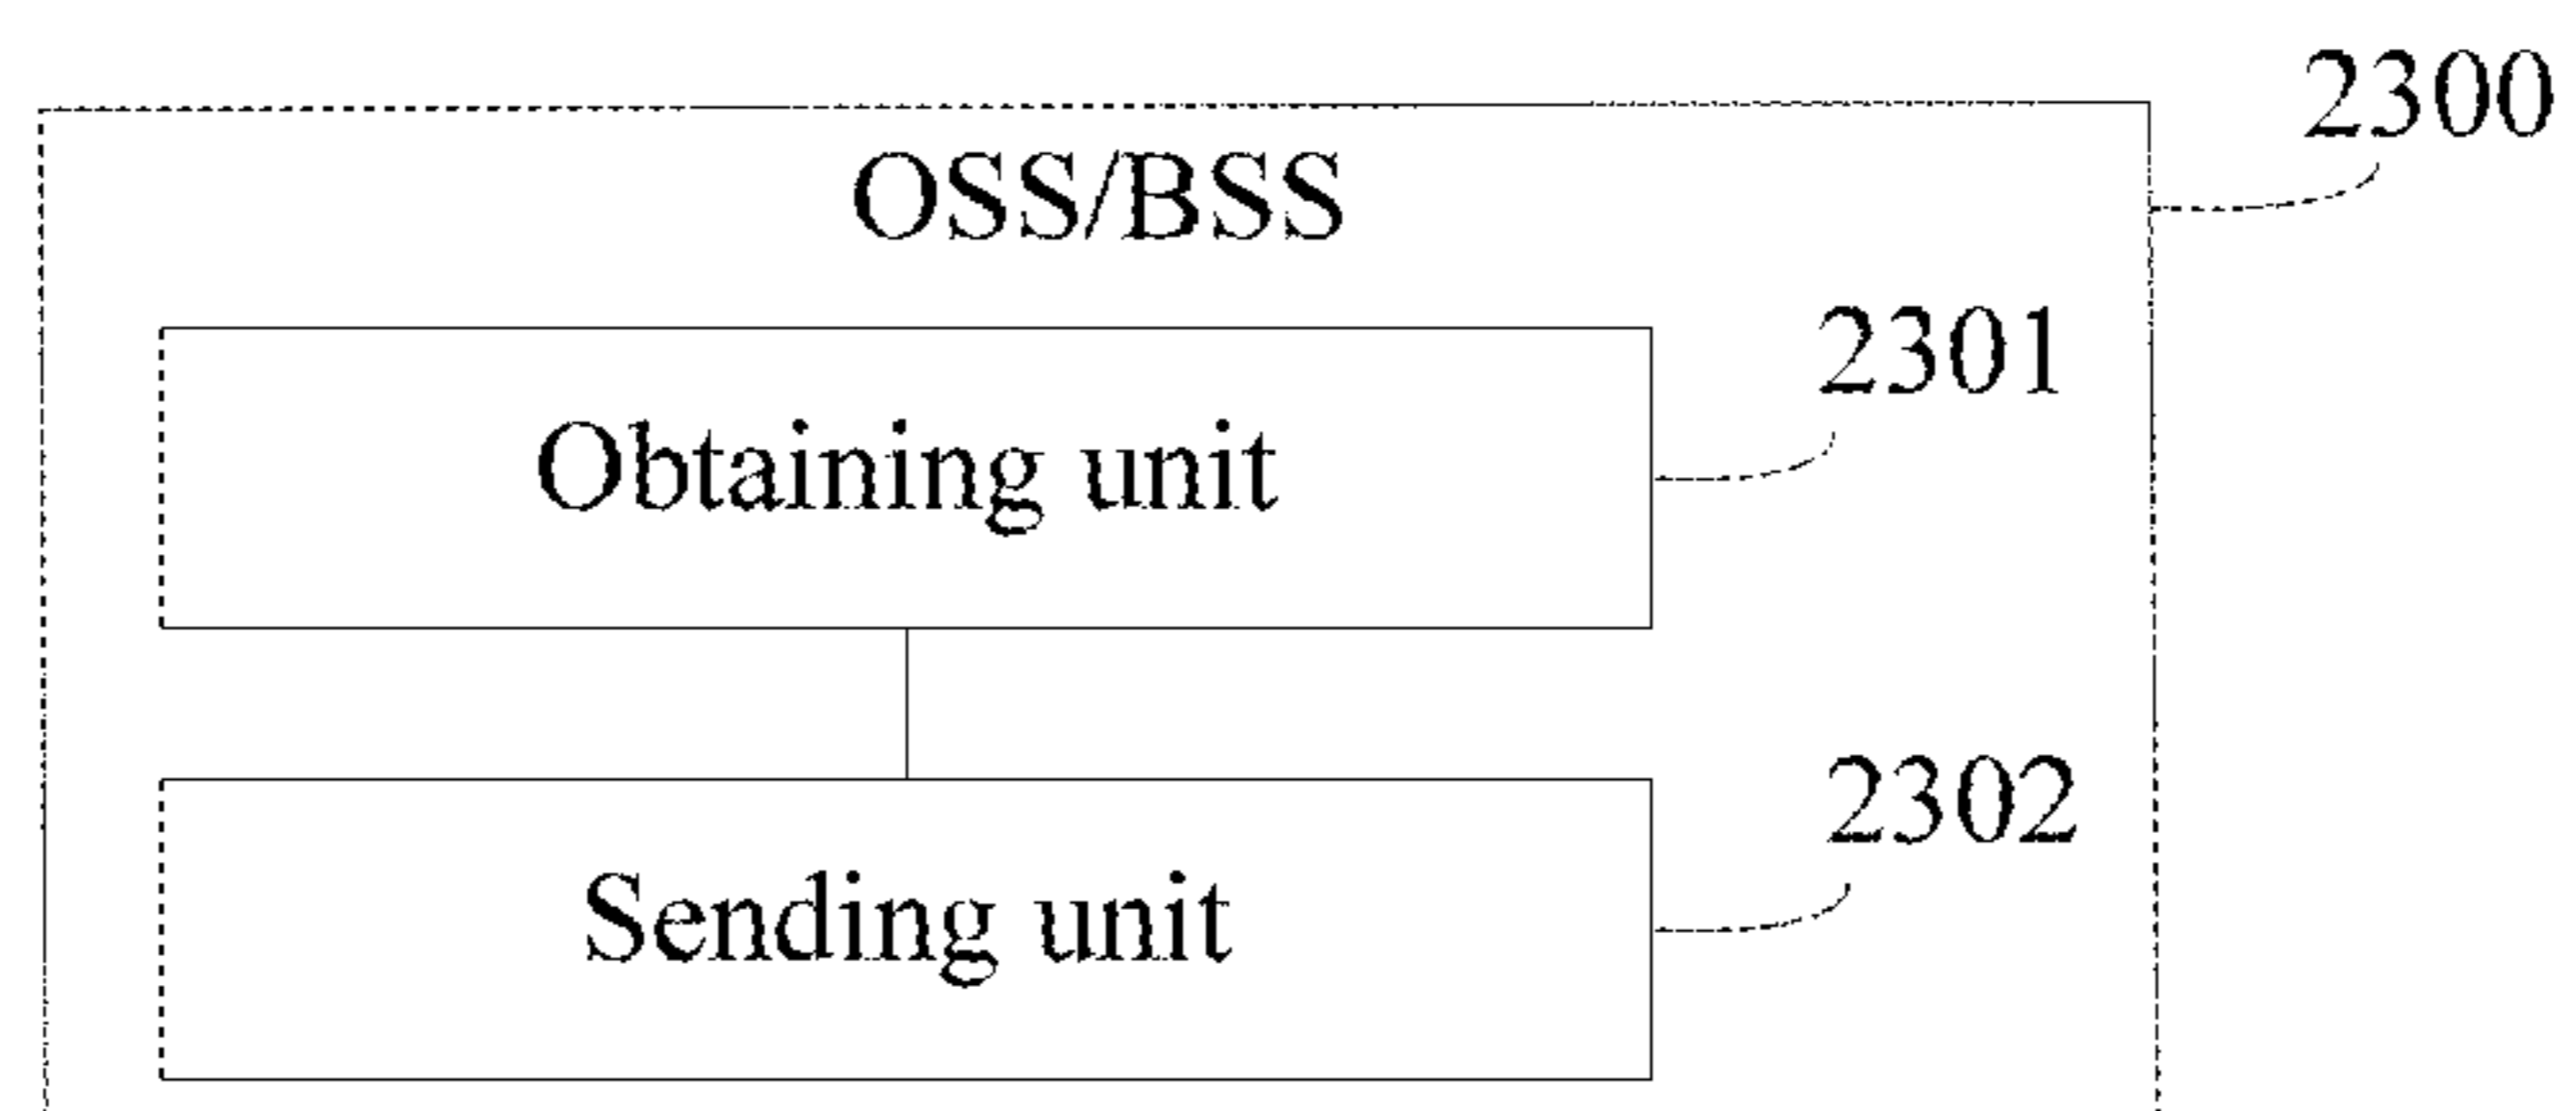 2300
OSS/BSS
2301
Obtaining unit
2302
Sending unit